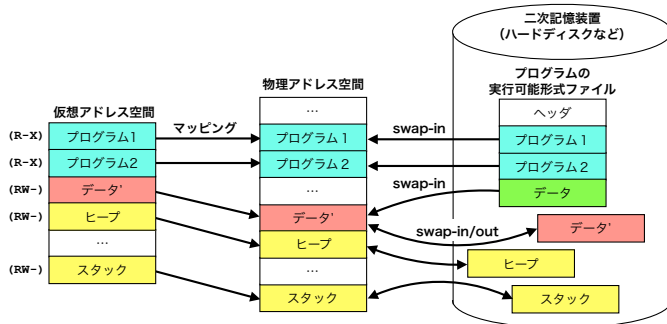 二次記憶装置
（ハードディスクなど）
プログラムの
実行可能形式ファイル
ヘッダ
プログラム１
プログラム２
データ
データ'
ヒープ
スタック
物理アドレス空間
…
プログラム１
プログラム２
…
データ'
ヒープ
…
スタック
仮想アドレス空間
(R-X)
プログラム1
(R-X)
プログラム2
(RW-)
データ'
(RW-)
ヒープ
…
(RW-)
スタック
マッピング
swap-in
swap-in
swap-in/out